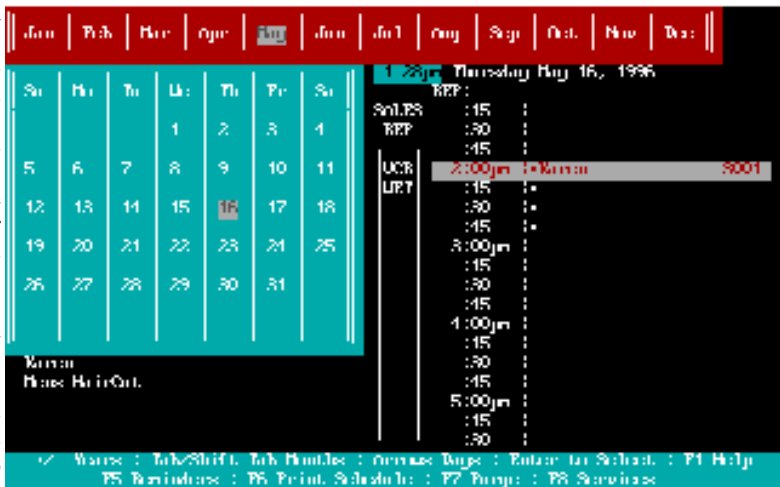 Jan Feb Mar Apr May Jun Jul Aug Sep Oct. Nov Dec
Su Mo Tu We Th Fr Sa
1 2 3 4
5 6 7 8 9 10 11
12 13 14 15 16 17 18
19 20 21 22 23 24 25
26 27 28 29 30 31
Mens HairCut.
1:28pm Thursday May 16, 1996
REP:
SALES
REP
:15
:30
:45
2:00pm 3001
:15
:30
:45
3:00pm
:15
:30
:45
4:00pm
:15
:30
:45
5:00pm
:15
:30
Years : Tab/Shift. Tab Months : Arrows Days : Enter to Select. : F1 Help
F5 Reminders : F6 Print. Schedule : F7 Purge : F8 Services